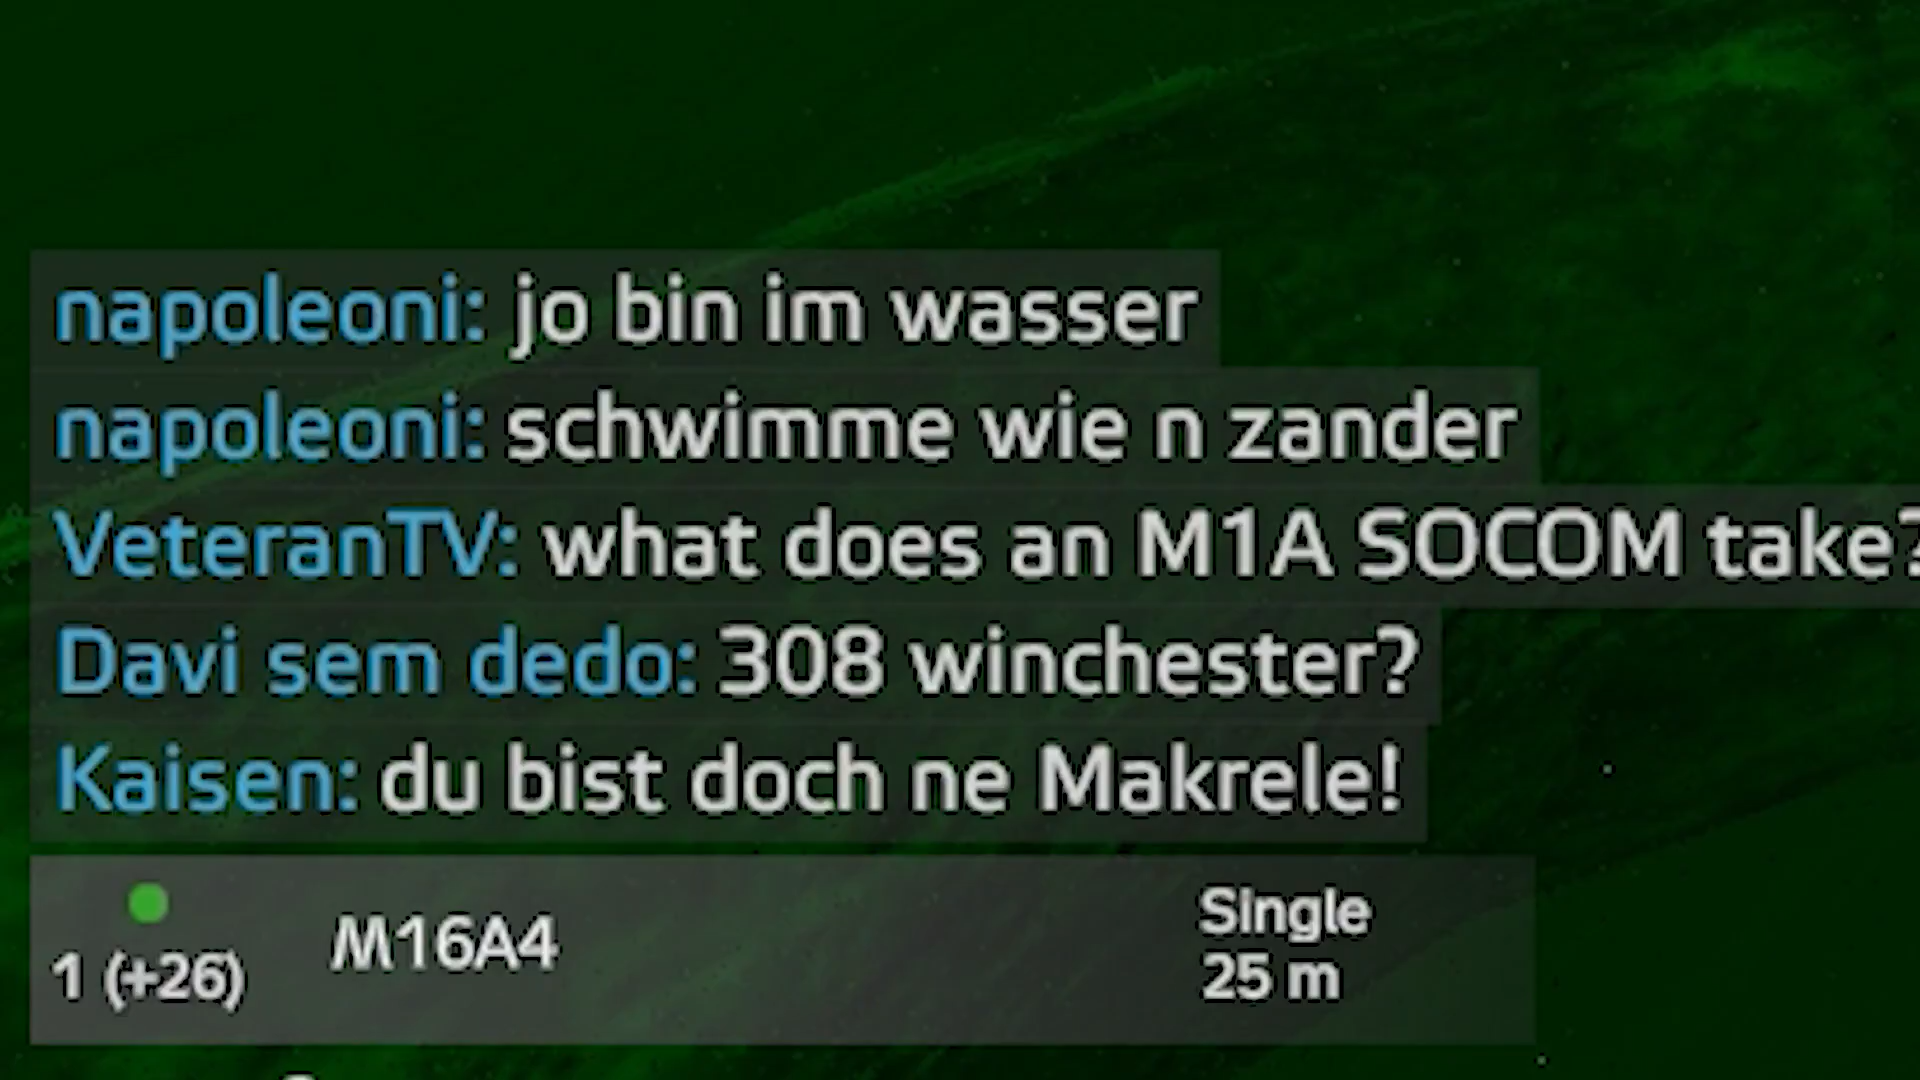 napoleoni: jo bin im wasser
napoleoni: schwimme wie n zander
VeteranTV: what does an M1A SOCOM take?
Davi sem dedo: 308 winchester?
Kaisen: du bist doch ne Makrele!
M16A4
Single
1 (+26)
25 m